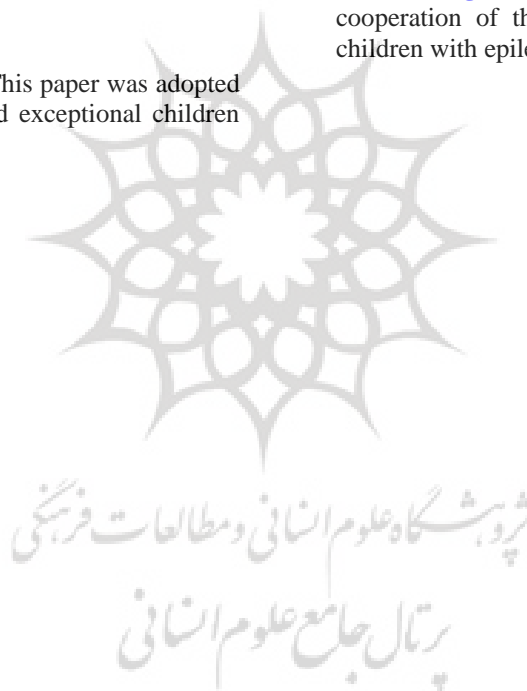 cooperation of th
children with epile
This paper was adopted
d exceptional children
پژوهشگاه علوم انسانی و مطالعات فرهنگی
پرتال جامع علوم انسانی